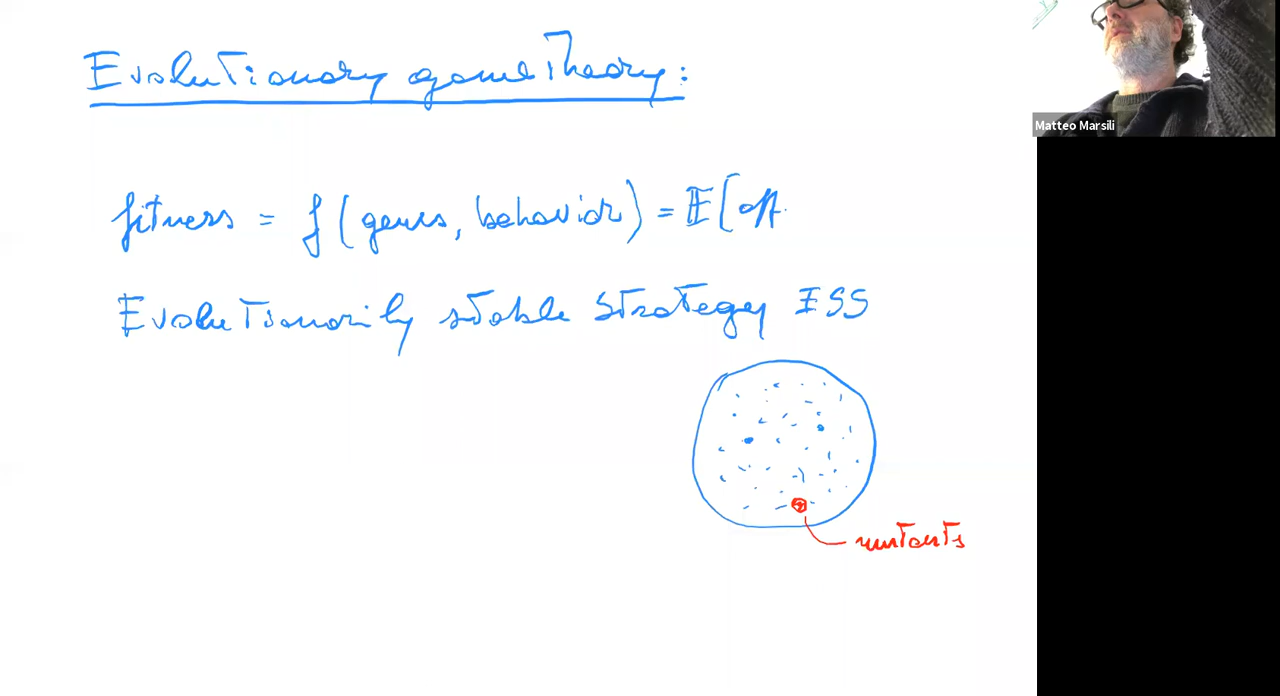 Evolutionary game Theory:
Matteo Marsili
fitness = f(genes, behavior) = 𝔼[off.
Evolutionarily stable strategy ESS
mutants